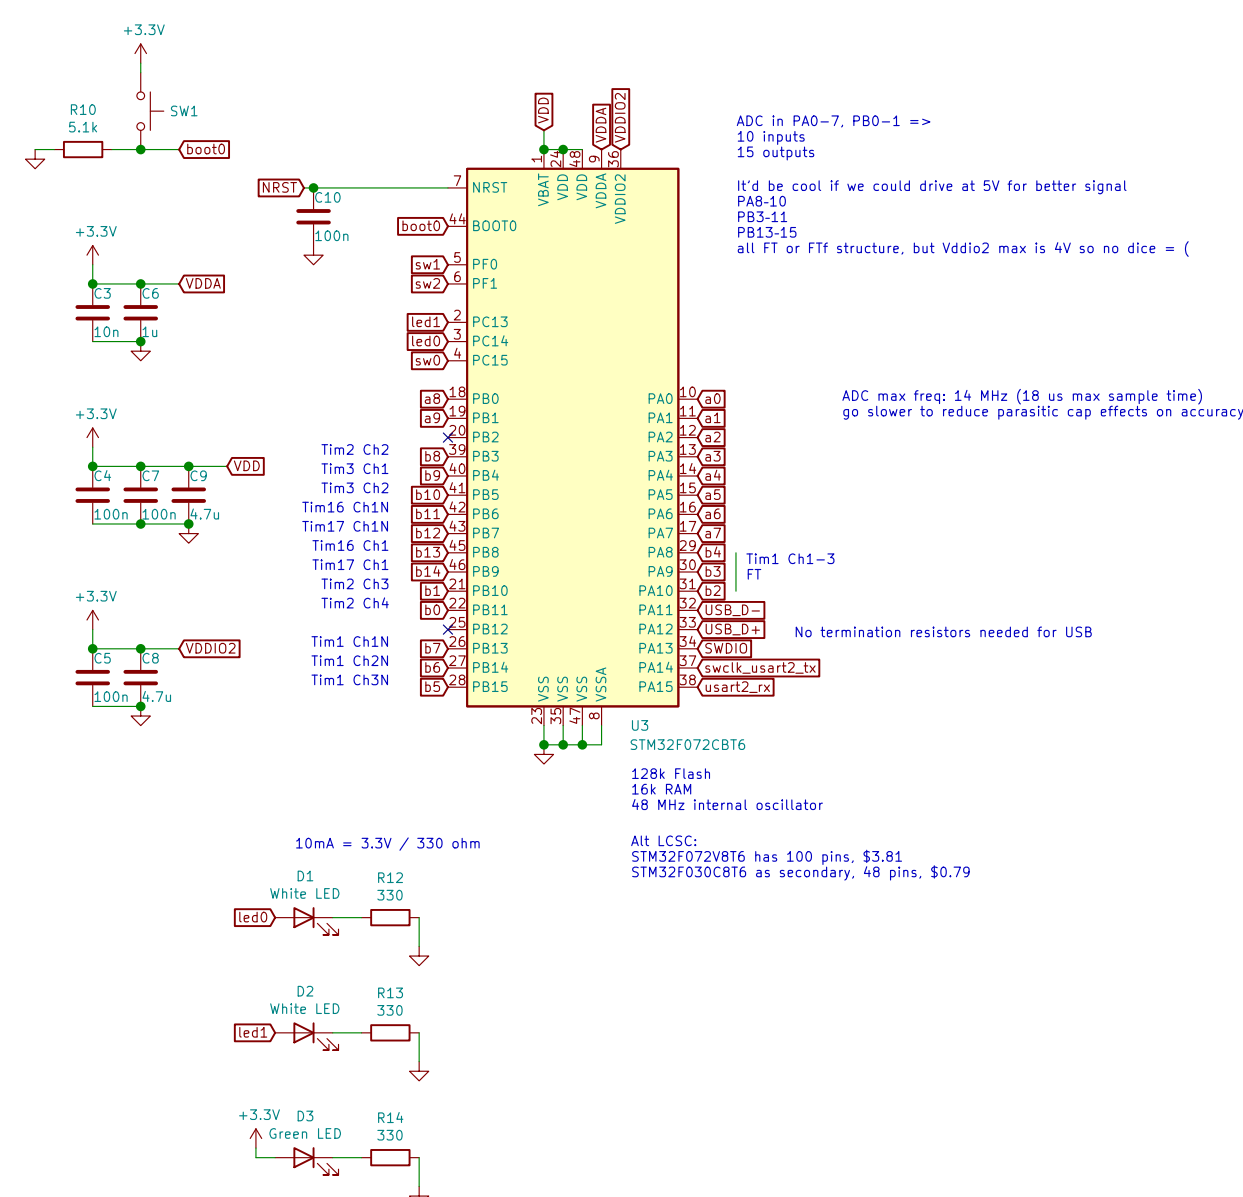 +3.3V
R10
5.1k
SW1
boot0
+3.3V
VDDA
C3
C6
10n
1u
+3.3V
VDD
C4
C7
C9
100n
100n
4.7u
+3.3V
VDDIO2
C5
C8
100n
4.7u
NRST
C10
100n
VDD
VDDA
VDDIO2
1
24
48
9
36
VBAT
VDD
VDD
VDDA
VDDIO2
7
NRST
boot0
44
BOOT0
sw1
5
PF0
sw2
6
PF1
led1
2
PC13
led0
3
PC14
sw0
4
PC15
a8
18
PB0
a9
19
PB1
20
PB2
Tim2 Ch2
b8
39
PB3
Tim3 Ch1
b9
40
PB4
Tim3 Ch2
b10
41
PB5
Tim16 Ch1N
b11
42
PB6
Tim17 Ch1N
b12
43
PB7
Tim16 Ch1
b13
45
PB8
Tim17 Ch1
b14
46
PB9
Tim2 Ch3
b1
21
PB10
Tim2 Ch4
b0
22
PB11
25
PB12
Tim1 Ch1N
b7
26
PB13
Tim1 Ch2N
b6
27
PB14
Tim1 Ch3N
b5
28
PB15
PA0
10
a0
PA1
11
a1
PA2
12
a2
PA3
13
a3
PA4
14
a4
PA5
15
a5
PA6
16
a6
PA7
17
a7
PA8
29
b4
PA9
30
b3
PA10
31
b2
PA11
32
USB_D-
PA12
33
USB_D+
PA13
34
SWDIO
PA14
37
swclk_usart2_tx
PA15
38
usart2_rx
VSS
VSS
VSS
VSSA
23
35
47
8
U3
STM32F072CBT6
128k Flash
16k RAM
48 MHz internal oscillator
Alt LCSC:
STM32F072V8T6 has 100 pins, $3.81
STM32F030C8T6 as secondary, 48 pins, $0.79
ADC in PA0-7, PB0-1 =>
10 inputs
15 outputs
It'd be cool if we could drive at 5V for better signal
PA8-10
PB3-11
PB13-15
all FT or FTf structure, but Vddio2 max is 4V so no dice = (
ADC max freq: 14 MHz (18 us max sample time)
go slower to reduce parasitic cap effects on accuracy
Tim1 Ch1-3
FT
No termination resistors needed for USB
10mA = 3.3V / 330 ohm
D1
White LED
R12
330
led0
D2
White LED
R13
330
led1
+3.3V
D3
Green LED
R14
330